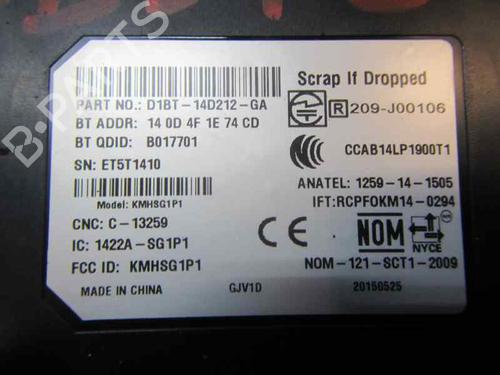 Scrap If Dropped
PART NO.: D1BT-14D212-GA
R 209-J00106
BT ADDR: 14 0D 4F 1E 74 CD
BT QDID: B017701
CCAB14LP1900T1
SN: ET5T1410
ANATEL: 1259-14-1505
Model: KMHSG1P1
IFT:RCPFOKM14-0294
CNC: C-13259
IC: 1422A-SG1P1
CE
NOM
NYCE
FCC ID: KMHSG1P1
NOM-121-SCT1-2009
MADE IN CHINA
GJV1D
20150525
B-PARTS